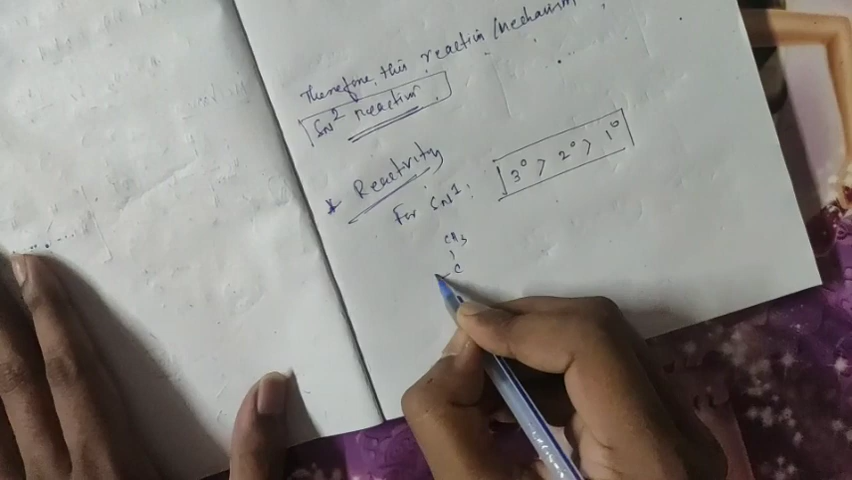 Therefore, this reaction/Mechanism
SN² Reaction.
* Reactivity
For SN¹: 3° > 2° > 1°
CH₃
C